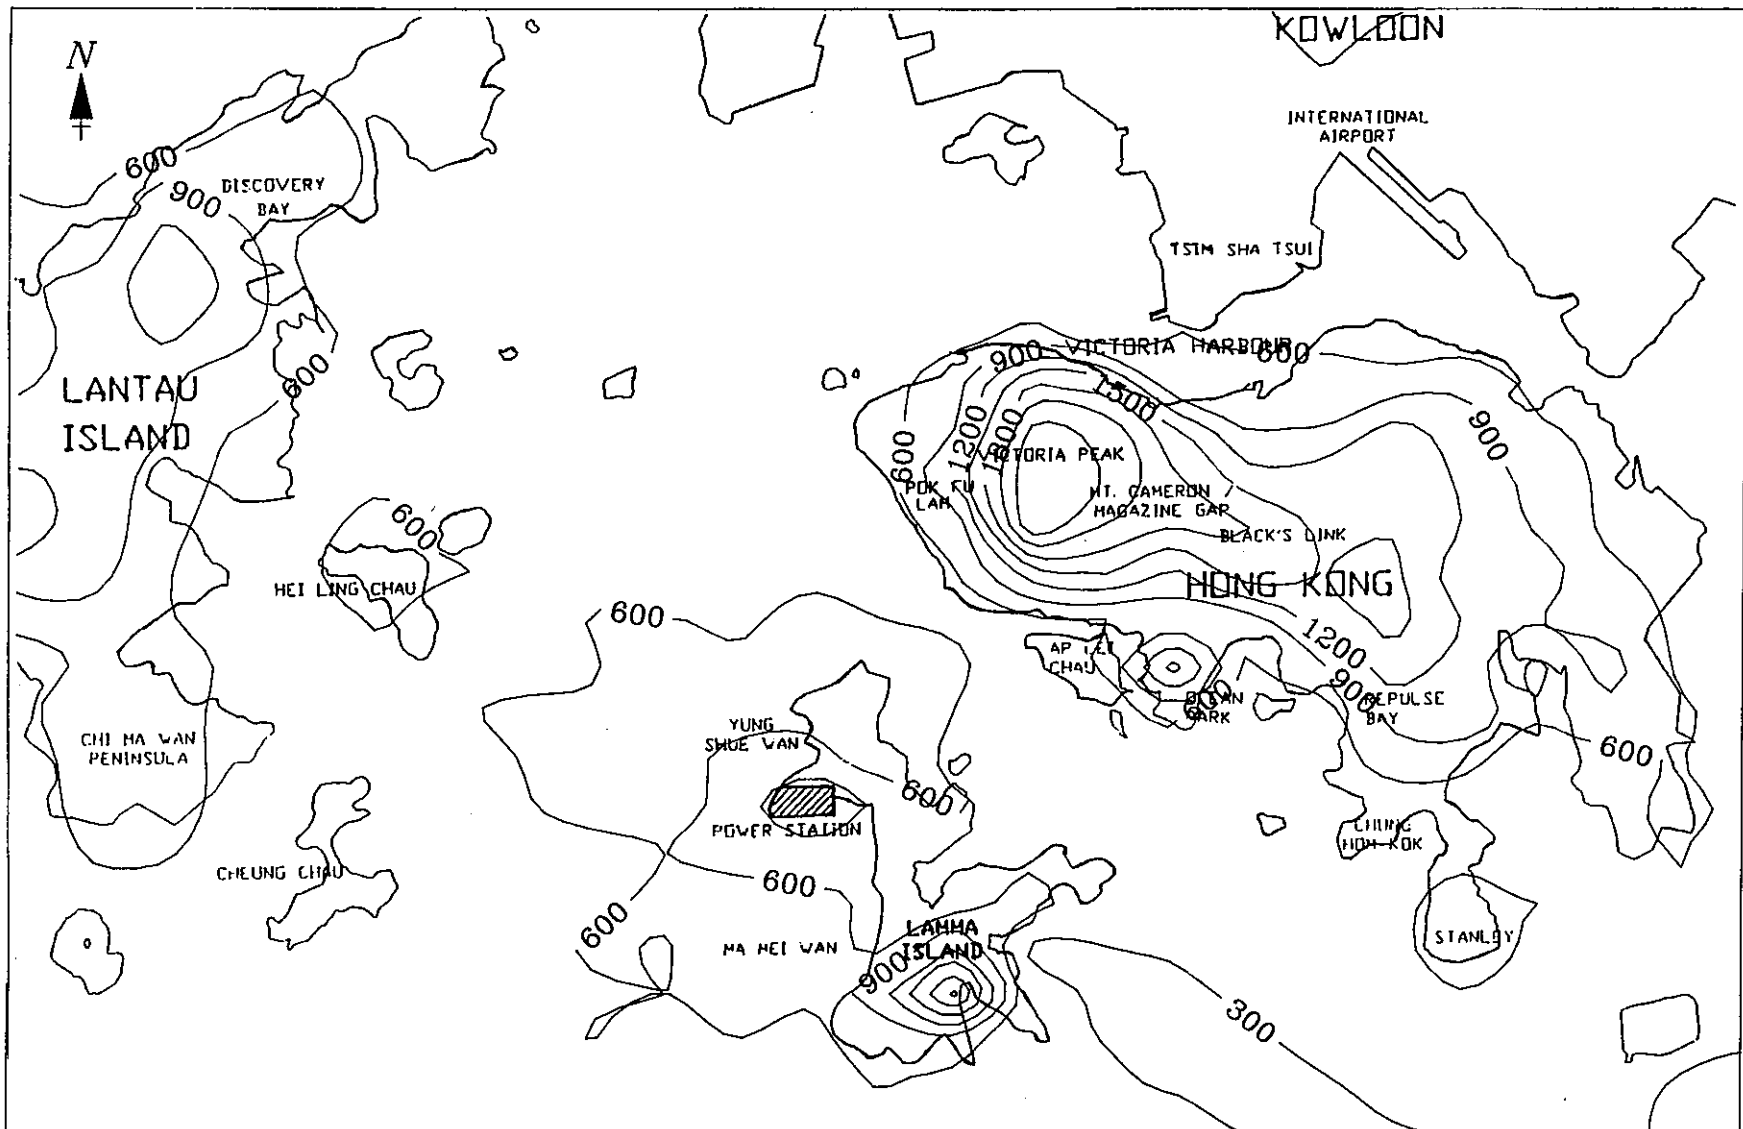 KOWLOON
N
INTERNATIONAL
AIRPORT
600
DISCOVERY
BAY
900
TSIM SHA TSUI
VICTORIA HARBOUR
600
900
600
1500
LANTAU
ISLAND
900
600
1200
1800
VICTORIA PEAK
POK FU
LAM
MT. CAMERON /
MAGAZINE GAP
BLACK'S LINK
600
HEI LING CHAU
HONG KONG
600
1200
AP LEI
CHAU
900
OCEAN
PARK
600
REPULSE
BAY
CHI MA WAN
PENINSULA
YUNG
SHUE WAN
600
600
POWER STATION
CHUNG
HOM KOK
CHEUNG CHAU
600
600
LAMMA
ISLAND
HA MEI WAN
STANLEY
900
300